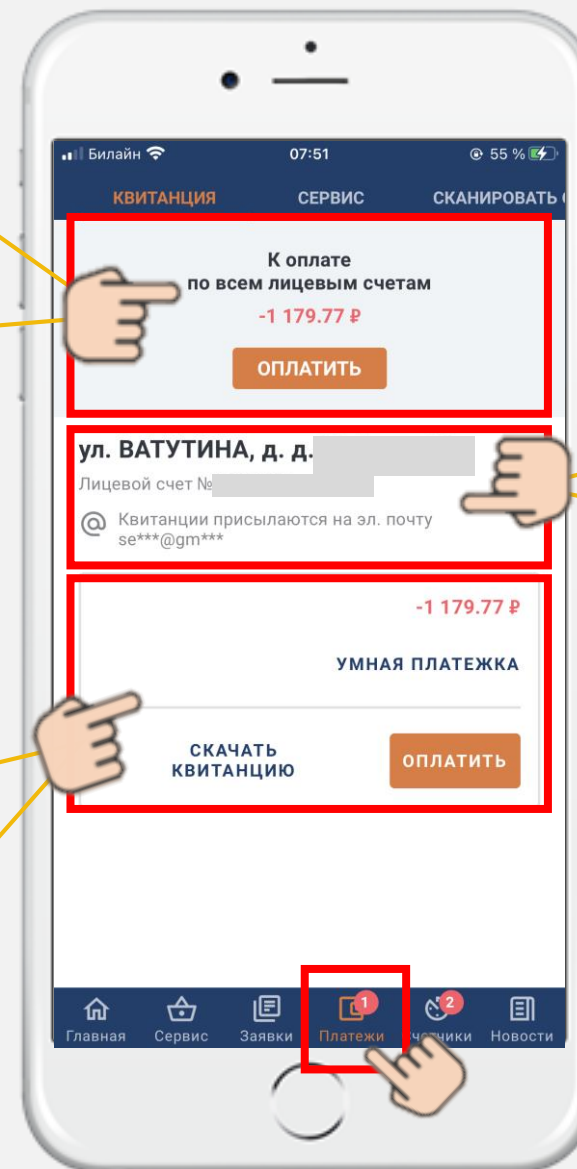 Билайн 07:51 55 %
КВИТАНЦИЯ СЕРВИС СКАНИРОВАТЬ
К оплате
по всем лицевым счетам
-1 179.77 ₽
ОПЛАТИТЬ
ул. ВАТУТИНА, д. д.
Лицевой счет №
Квитанции присылаются на эл. почту
se***@gm***
-1 179.77 ₽
УМНАЯ ПЛАТЕЖКА
СКАЧАТЬ
КВИТАНЦИЮ
ОПЛАТИТЬ
1 2
Главная Сервис Заявки Платежи Счетчики Новости